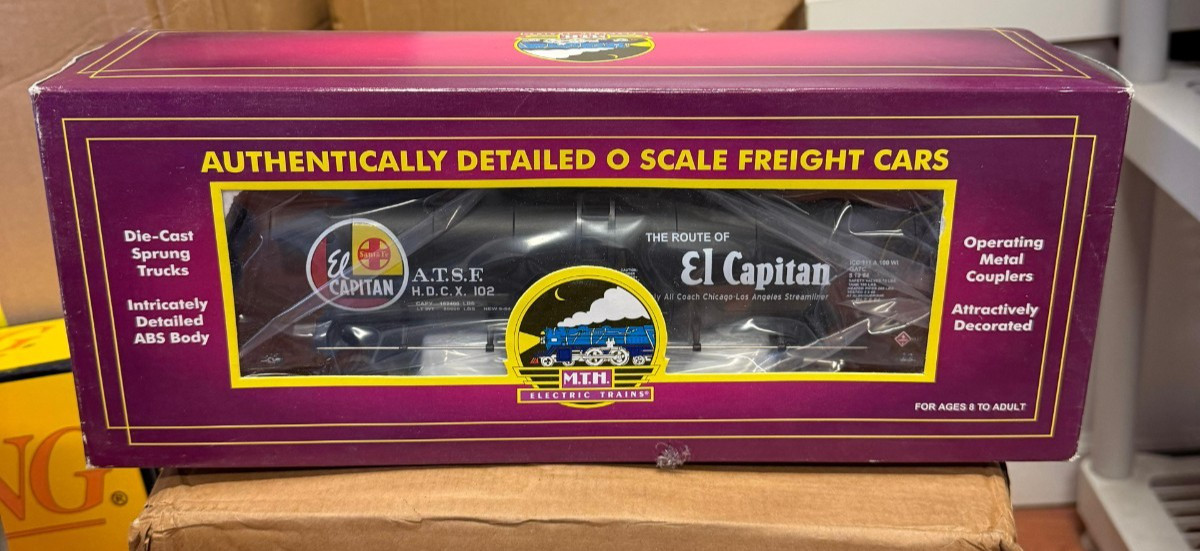 AUTHENTICALLY DETAILED O SCALE FREIGHT CARS
Die-Cast
Sprung
Trucks
Intricately
Detailed
ABS Body
El
Santa Fe
CAPITAN
A.T.S.F.
H.D.C.X. 102
THE ROUTE OF
El Capitan
All Coach Chicago-Los Angeles Streamliner
Operating
Metal
Couplers
Attractively
Decorated
M.T.H.
ELECTRIC TRAINS®
FOR AGES 8 TO ADULT
NG®